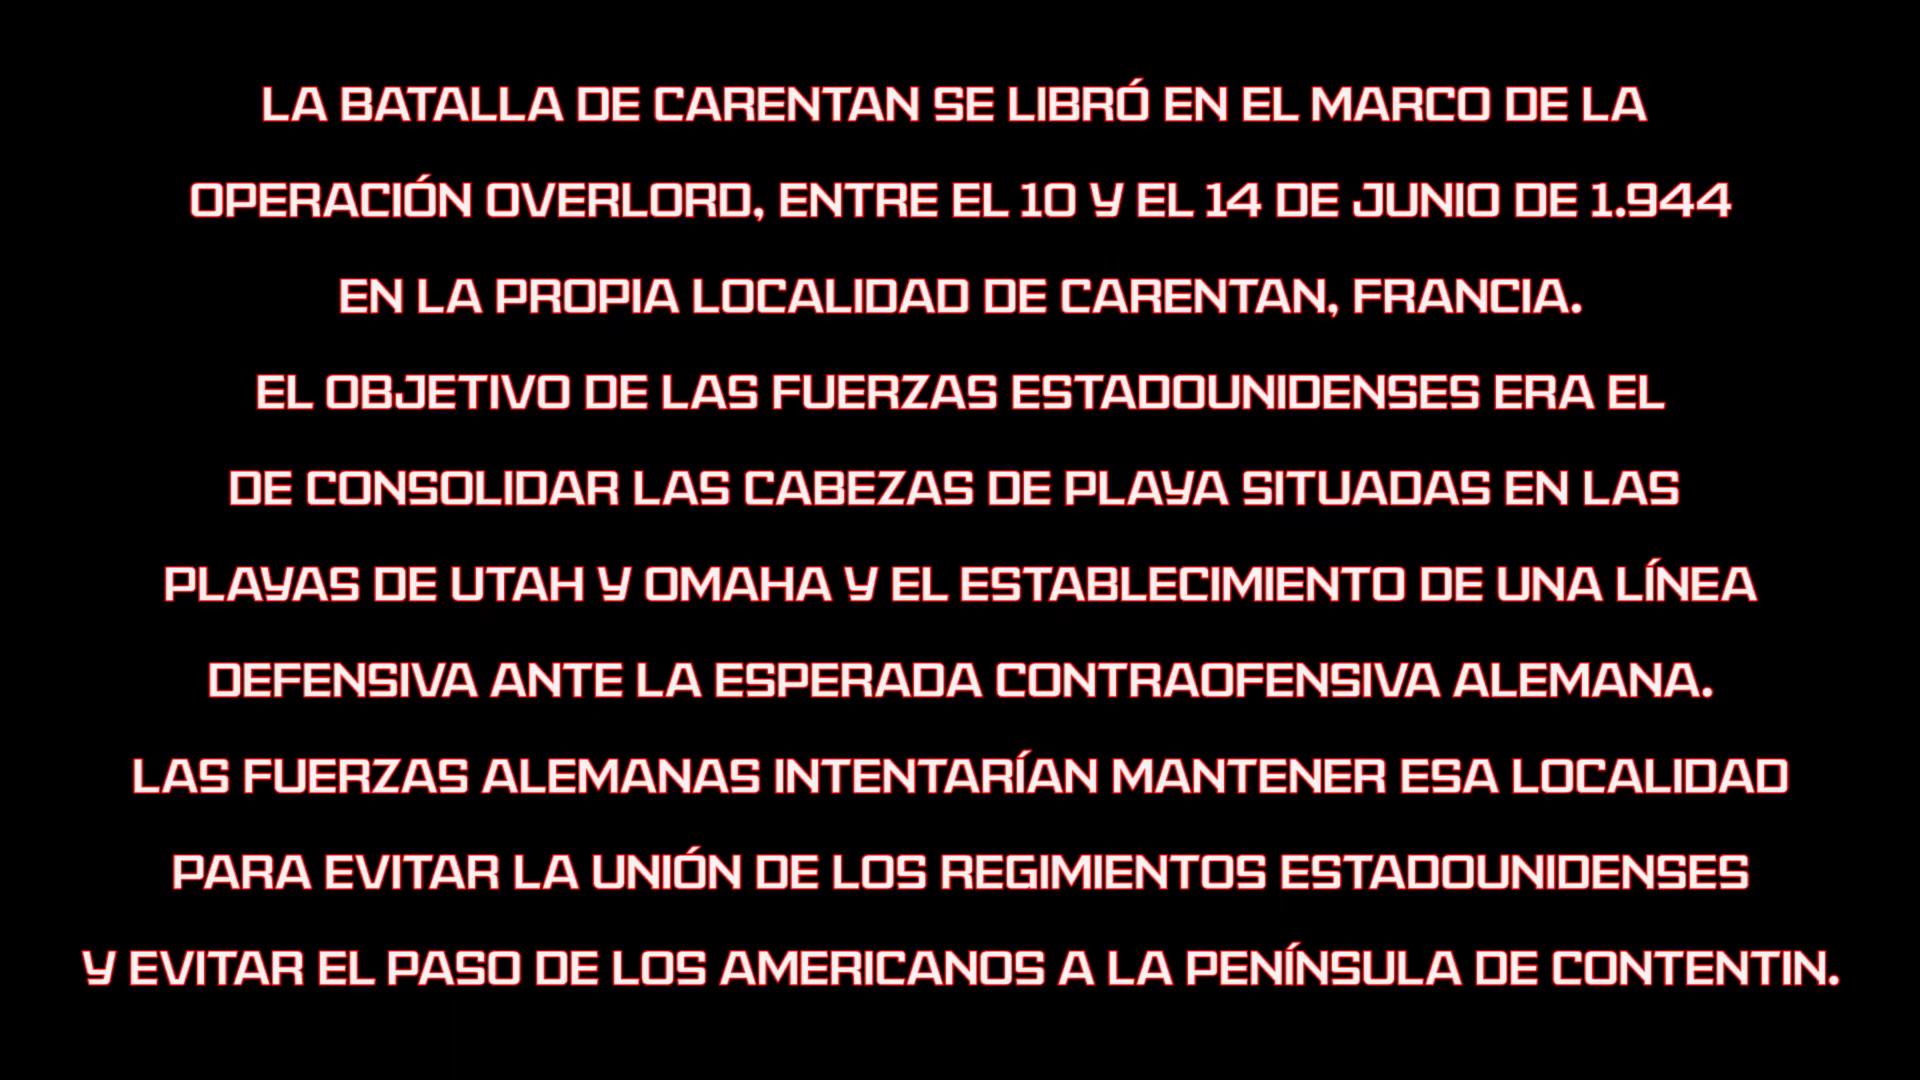 LA BATALLA DE CARENTAN SE LIBRÓ EN EL MARCO DE LA
OPERACIÓN OVERLORD, ENTRE EL 10 Y EL 14 DE JUNIO DE 1.944
EN LA PROPIA LOCALIDAD DE CARENTAN, FRANCIA.
EL OBJETIVO DE LAS FUERZAS ESTADOUNIDENSES ERA EL
DE CONSOLIDAR LAS CABEZAS DE PLAYA SITUADAS EN LAS
PLAYAS DE UTAH Y OMAHA Y EL ESTABLECIMIENTO DE UNA LÍNEA
DEFENSIVA ANTE LA ESPERADA CONTRAOFENSIVA ALEMANA.
LAS FUERZAS ALEMANAS INTENTARÍAN MANTENER ESA LOCALIDAD
PARA EVITAR LA UNIÓN DE LOS REGIMIENTOS ESTADOUNIDENSES
Y EVITAR EL PASO DE LOS AMERICANOS A LA PENÍNSULA DE CONTENTIN.